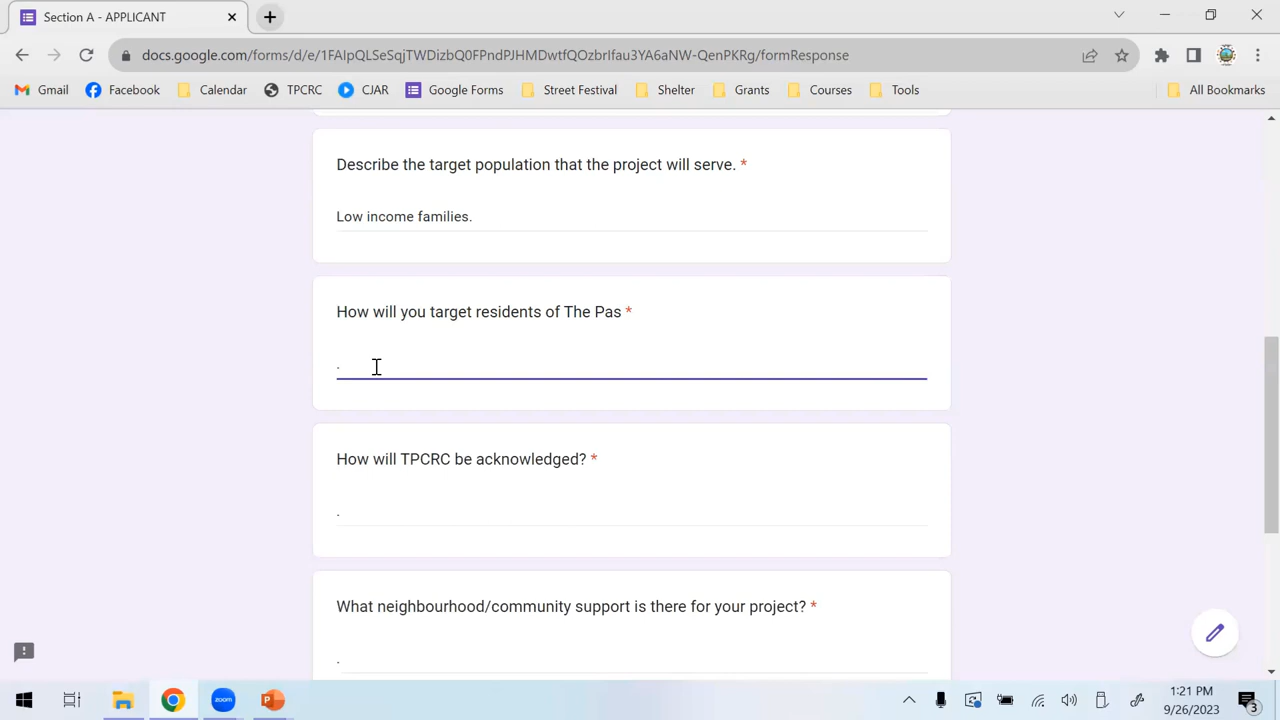 Section A - APPLICANT
docs.google.com/forms/d/e/1FAIpQLSeSqjTWDizbQ0FPndPJHMDwtfQOzbrIfau3YA6aNW-QenPKRg/formResponse
Gmail Facebook Calendar TPCRC CJAR Google Forms Street Festival Shelter Grants Courses Tools All Bookmarks
Describe the target population that the project will serve. *
Low income families.
How will you target residents of The Pas *
.
How will TPCRC be acknowledged? *
.
What neighbourhood/community support is there for your project? *
.
zoom
1:21 PM
9/26/2023
3